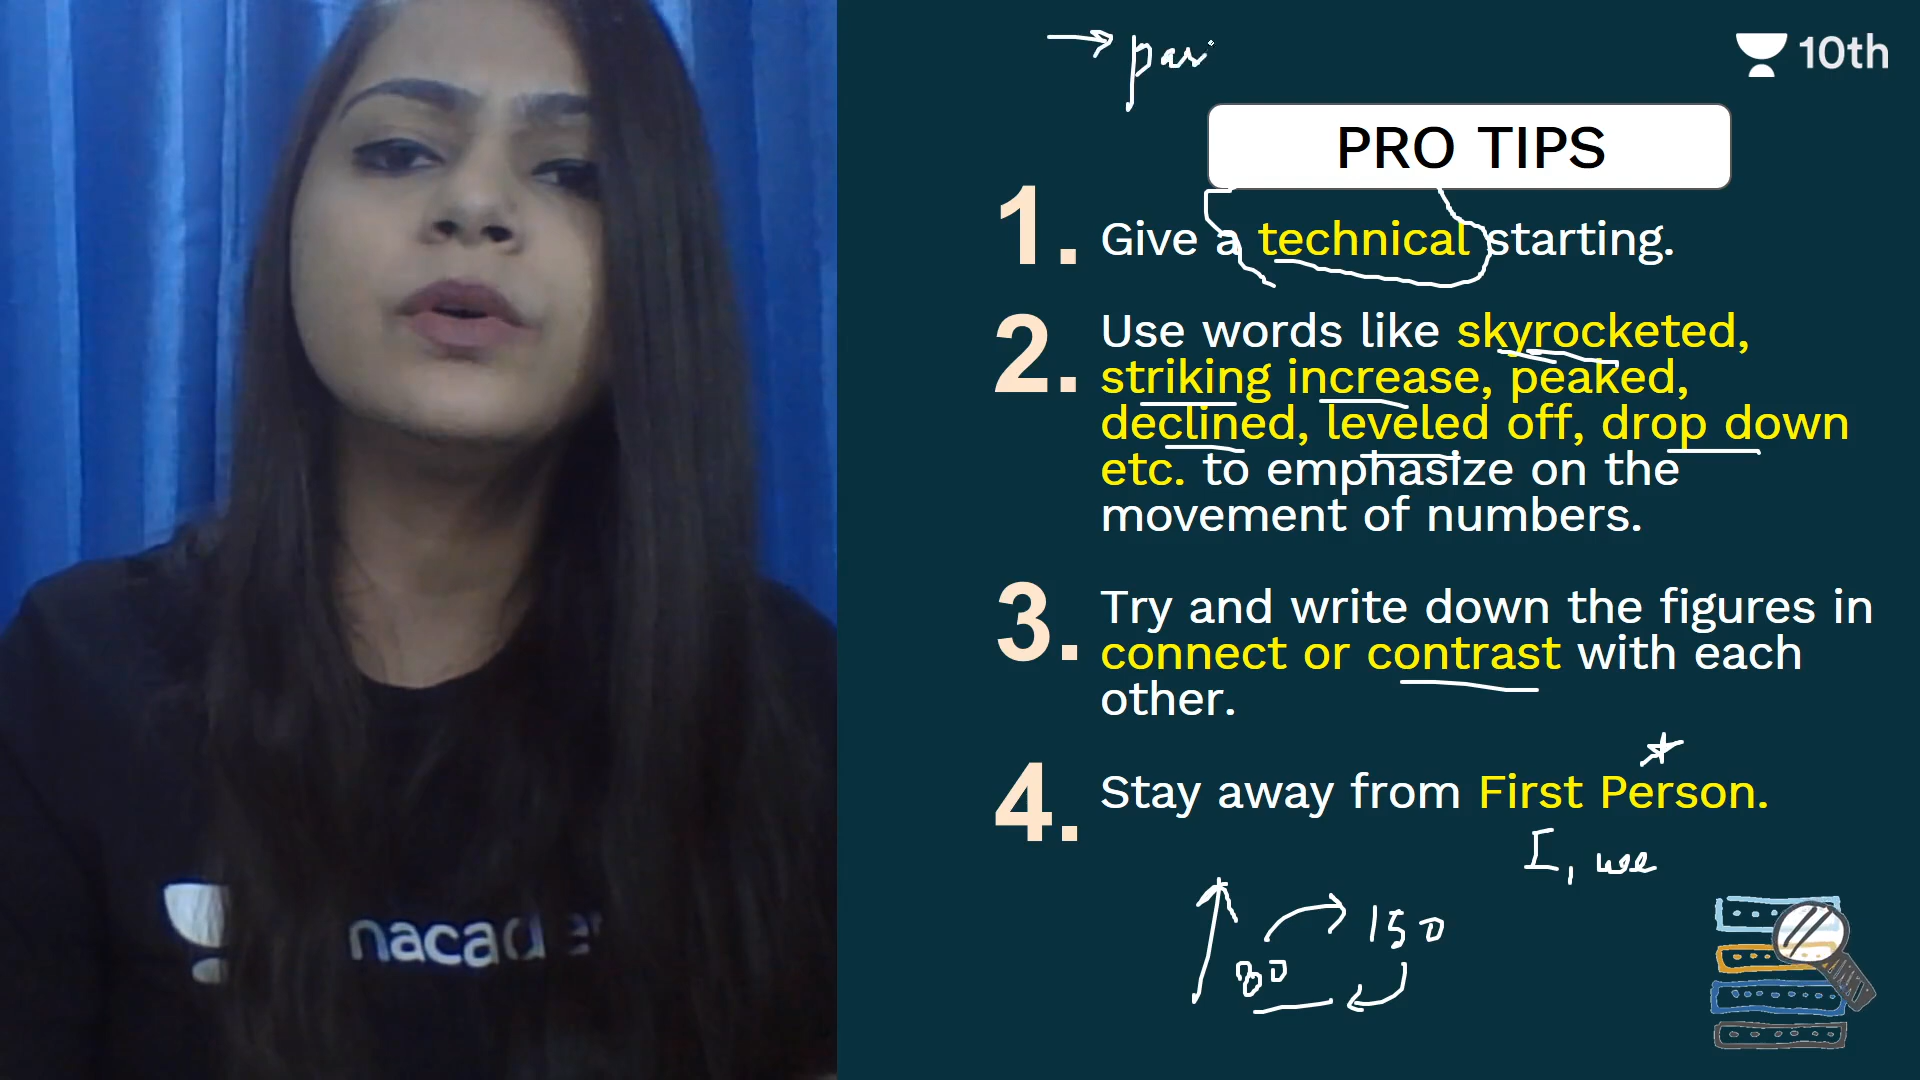 → par
10th
PRO TIPS
1. Give a technical starting.
2. Use words like skyrocketed,
striking increase, peaked,
declined, leveled off, drop down
etc. to emphasize on the
movement of numbers.
3. Try and write down the figures in
connect or contrast with each
other.
4. Stay away from First Person.
I, we
150
80
nacade